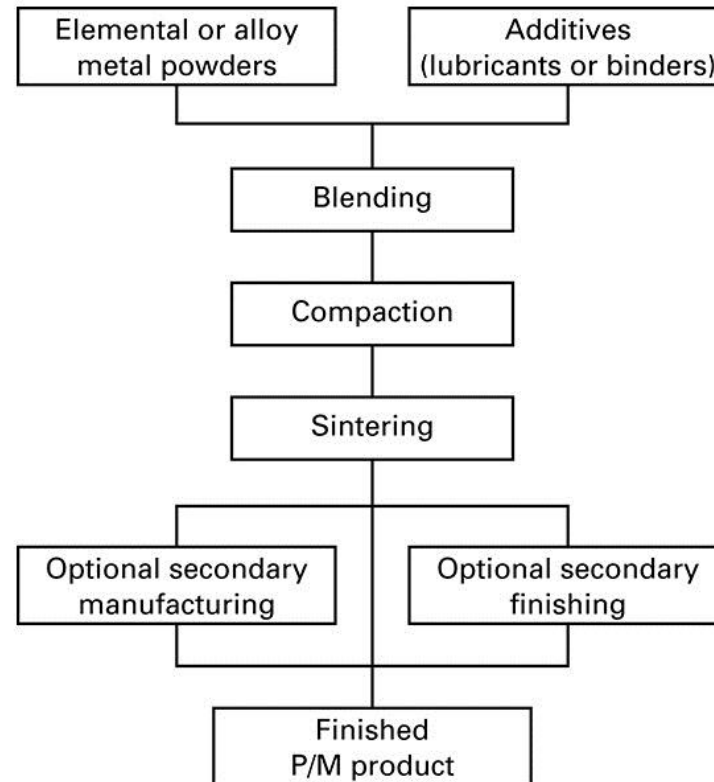 Elemental or alloy
metal powders
Additives
(lubricants or binders)
Blending
Compaction
Sintering
Optional secondary
manufacturing
Optional secondary
finishing
Finished
P/M product